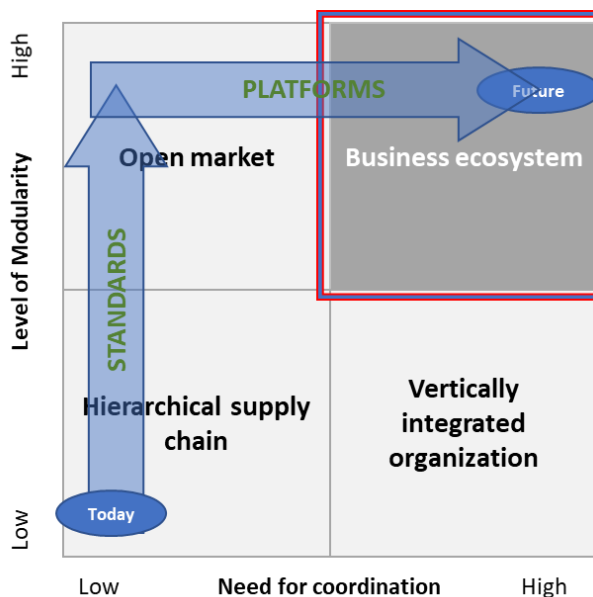 High
PLATFORMS
Future
Open market
Business ecosystem
Level of Modularity
STANDARDS
Hierarchical supply
chain
Vertically
integrated
organization
Today
Low
Low
Need for coordination
High